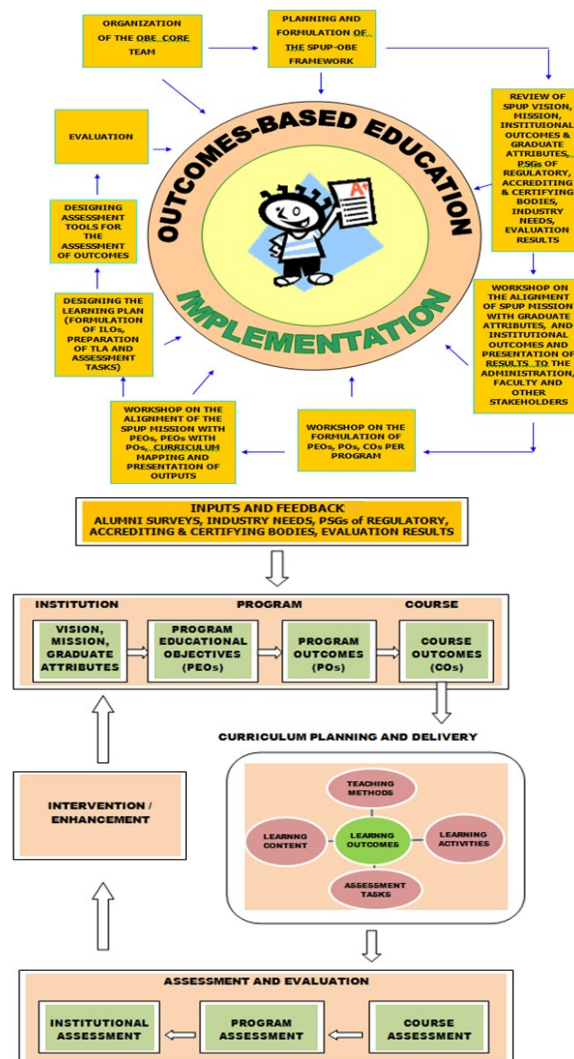 ORGANIZATION
OF THE OBE CORE
TEAM
PLANNING AND
FORMULATION OF
THE SPUP-OBE
FRAMEWORK
REVIEW OF
SPUP VISION,
MISSION,
INSTITUIONAL
OUTCOMES &
GRADUATE
ATTRIBUTES,
PSGs OF
REGULATORY,
ACCREDITING
& CERTIFYING
BODIES,
INDUSTRY
NEEDS,
EVALUATION
RESULTS
EVALUATION
OUTCOMES-BASED EDUCATION
A+
IMPLEMENTATION
DESIGNING
ASSESSMENT
TOOLS FOR
THE
ASSESSMENT
OF OUTCOMES
DESIGNING THE
LEARNING PLAN
(FORMULATION
OF ILOs,
PREPARATION
OF TLA AND
ASSESSMENT
TASKS)
WORKSHOP ON
THE ALIGNMENT
OF SPUP MISSION
WITH GRADUATE
ATTRIBUTES, AND
INSTITUTIONAL
OUTCOMES AND
PRESENTATION OF
RESULTS TO THE
ADMINISTRATION,
FACULTY AND
OTHER
STAKEHOLDERS
WORKSHOP ON THE
ALIGNMENT OF THE
SPUP MISSION WITH
PEOs, PEOs WITH
POs, CURRICULUM
MAPPING AND
PRESENTATION OF
OUTPUTS
WORKSHOP ON THE
FORMULATION OF
PEOs, POs, COs PER
PROGRAM
INPUTS AND FEEDBACK
ALUMNI SURVEYS, INDUSTRY NEEDS, PSGs of REGULATORY,
ACCREDITING & CERTIFYING BODIES, EVALUATION RESULTS
INSTITUTION
PROGRAM
COURSE
VISION,
MISSION,
GRADUATE
ATTRIBUTES
PROGRAM
EDUCATIONAL
OBJECTIVES
(PEOs)
PROGRAM
OUTCOMES
(POs)
COURSE
OUTCOMES
(COs)
CURRICULUM PLANNING AND DELIVERY
TEACHING
METHODS
LEARNING
CONTENT
LEARNNG
OUTCOMES
LEARNING
ACTIVITIES
ASSESSMENT
TASKS
INTERVENTION /
ENHANCEMENT
ASSESSMENT AND EVALUATION
INSTITUTIONAL
ASSESSMENT
PROGRAM
ASSESSMENT
COURSE
ASSESSMENT